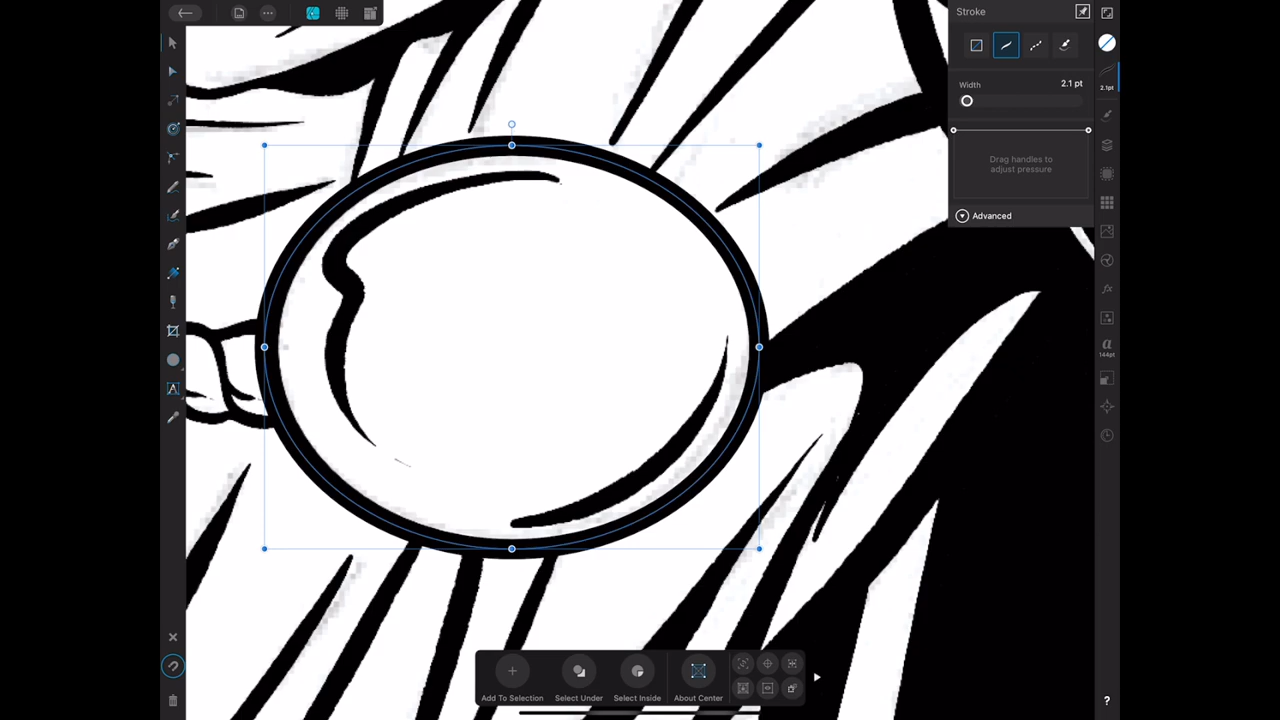 Stroke
Width
2.1 pt
Drag handles to
adjust pressure
Advanced
2.1pt
fx
a
144pt
A
Add To Selection
Select Under
Select Inside
About Center
?